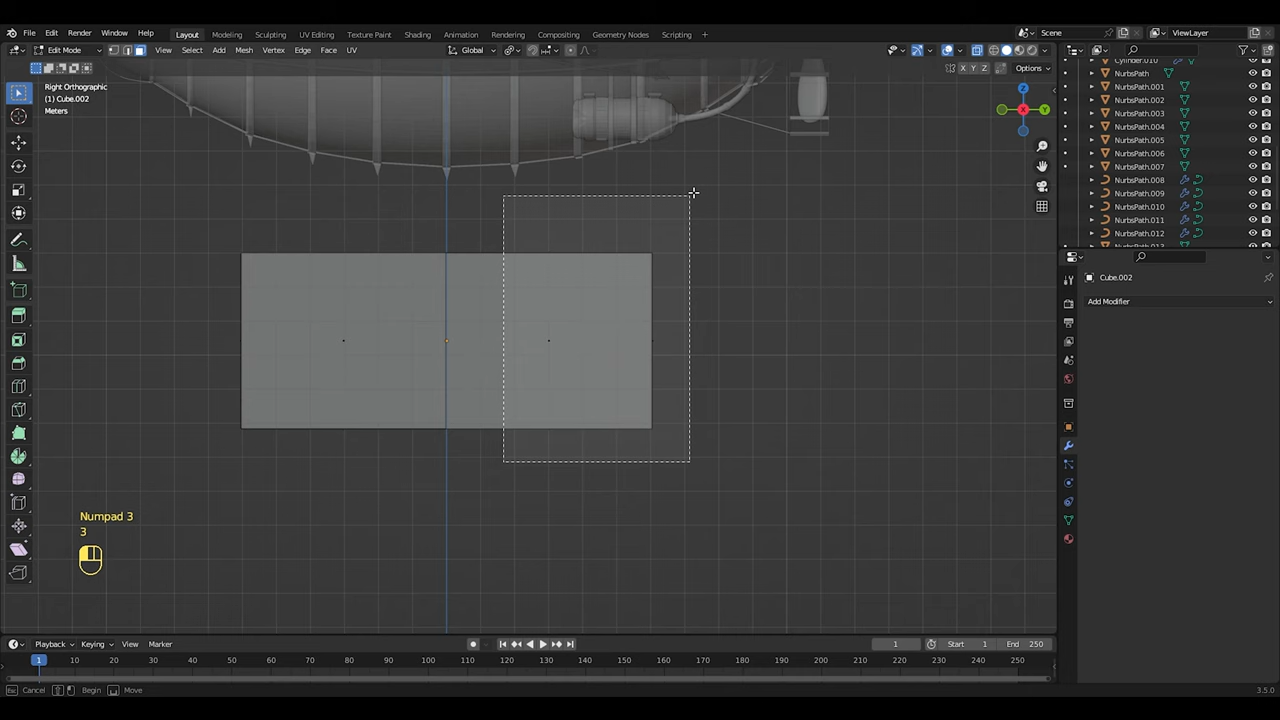 File Edit Render Window Help Layout Modeling Sculpting UV Editing Texture Paint Shading Animation Rendering Compositing Geometry Nodes Scripting + Scene ViewLayer
Edit Mode View Select Add Mesh Vertex Edge Face UV Global
X Y Z Options
Right Orthographic
(1) Cube.002
Meters
Z
Y
X
Cylinder.010
NurbsPath
NurbsPath.001
NurbsPath.002
NurbsPath.003
NurbsPath.004
NurbsPath.005
NurbsPath.006
NurbsPath.007
NurbsPath.008
NurbsPath.009
NurbsPath.010
NurbsPath.011
NurbsPath.012
NurbsPath.013
Cube.002
Add Modifier
Numpad 3
3
Playback Keying View Marker 1 Start 1 End 250
1 10 20 30 40 50 60 70 80 90 100 110 120 130 140 150 160 170 180 190 200 210 220 230 240 250
Esc Cancel Begin Move 3.5.0